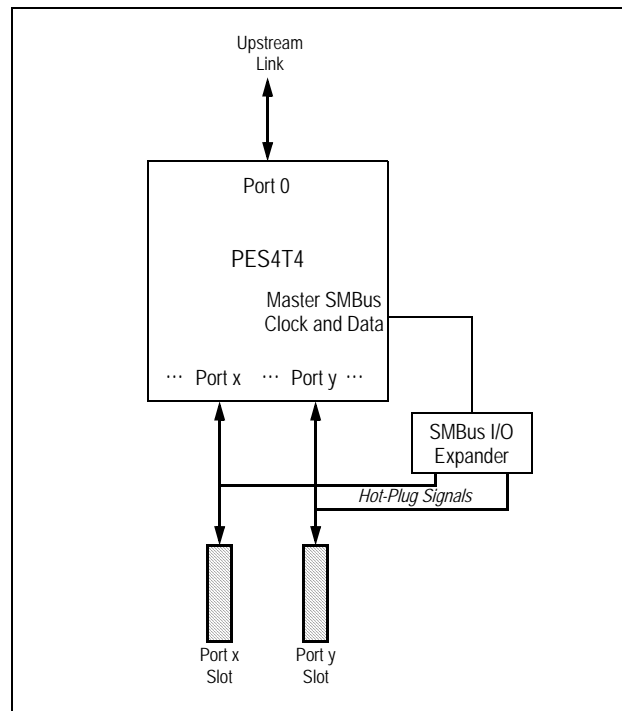 Upstream
Link
Port 0
PES4T4
Master SMBus
Clock and Data
··· Port x ··· Port y ···
SMBus I/O
Expander
Hot-Plug Signals
Port x
Slot
Port y
Slot